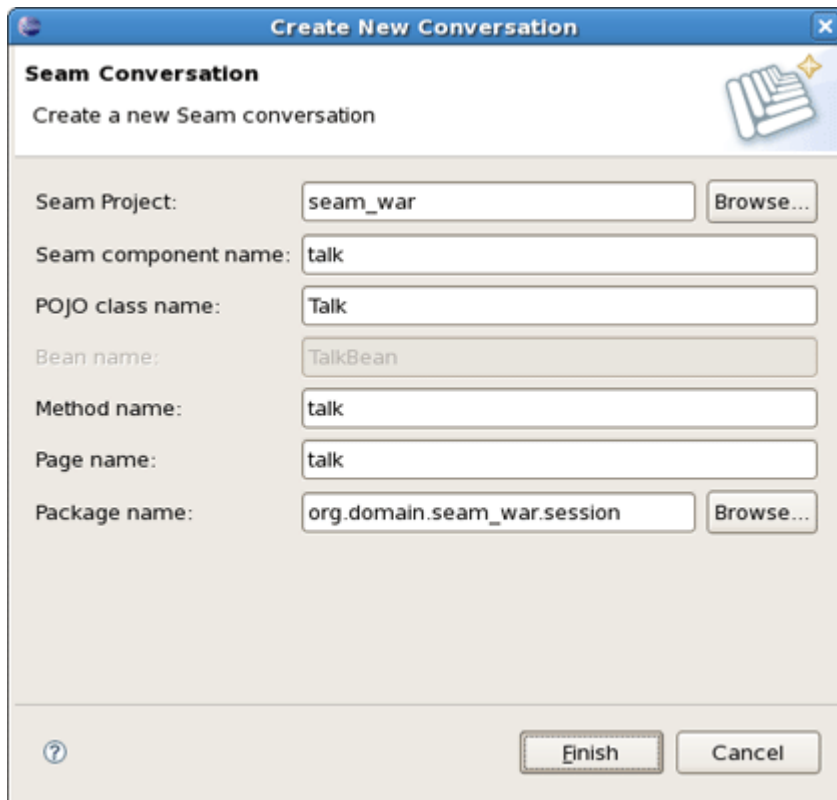 Create New Conversation
Seam Conversation
Create a new Seam conversation
Seam Project: seam_war Browse...
Seam component name: talk
POJO class name: Talk
Bean name: TalkBean
Method name: talk
Page name: talk
Package name: org.domain.seam_war.session Browse...
? Finish Cancel